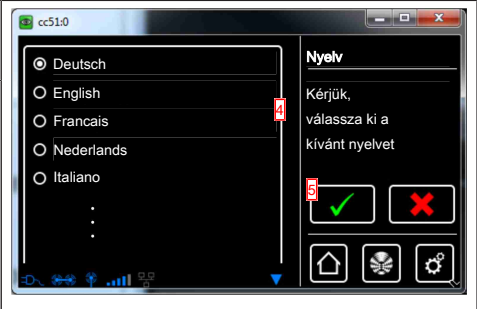 cc51:0
Deutsch
English
Francais
Nederlands
Italiano
4
Nyelv
Kérjük,
válassza ki a
kívánt nyelvet
5